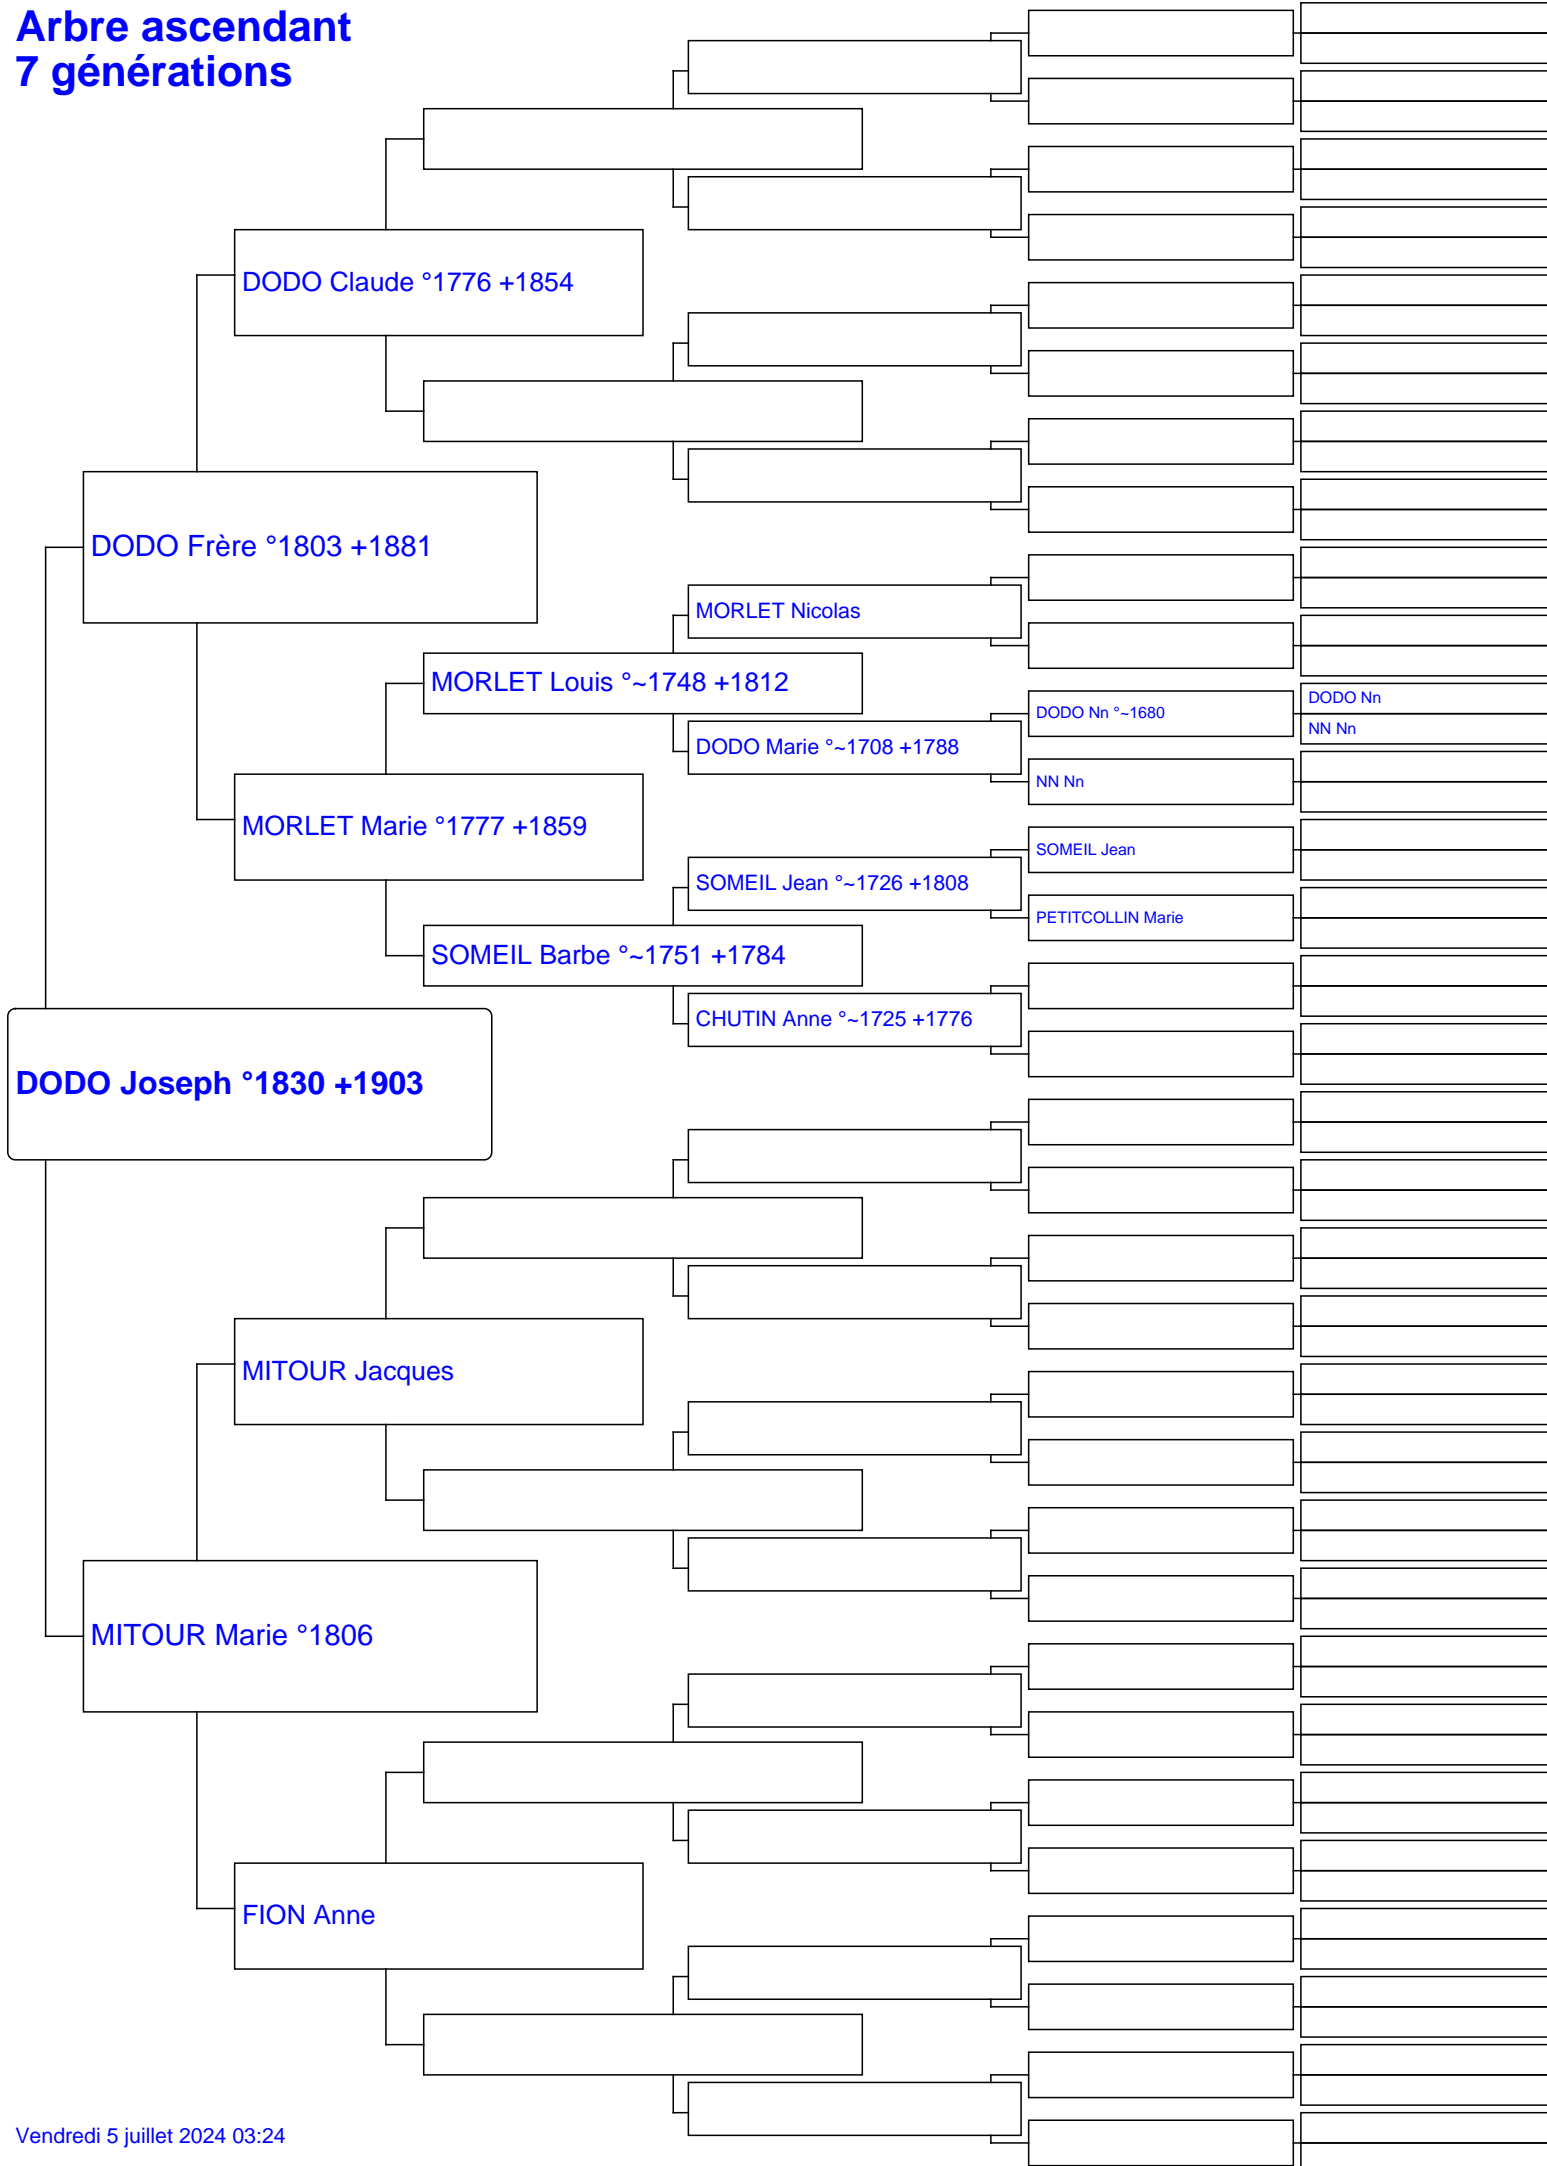 Arbre ascendant
7 générations
DODO Claude °1776 +1854
DODO Frère °1803 +1881
MORLET Nicolas
MORLET Louis °~1748 +1812
DODO Nn °~1680
DODO Nn
NN Nn
DODO Marie °~1708 +1788
NN Nn
MORLET Marie °1777 +1859
SOMEIL Jean
SOMEIL Jean °~1726 +1808
PETITCOLLIN Marie
SOMEIL Barbe °~1751 +1784
CHUTIN Anne °~1725 +1776
DODO Joseph °1830 +1903
MITOUR Jacques
MITOUR Marie °1806
FION Anne
Vendredi 5 juillet 2024 03:24